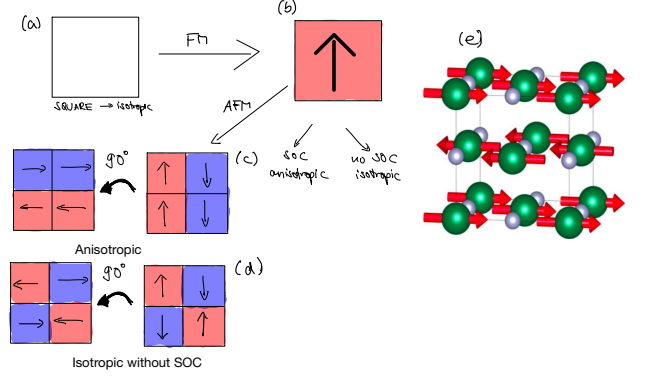 (a)
SQUARE → isotropic
FM
(b)
AFM
SOC
anisotropic
no SOC
isotropic
(c)
90°
Anisotropic
(d)
90°
Isotropic without SOC
(e)